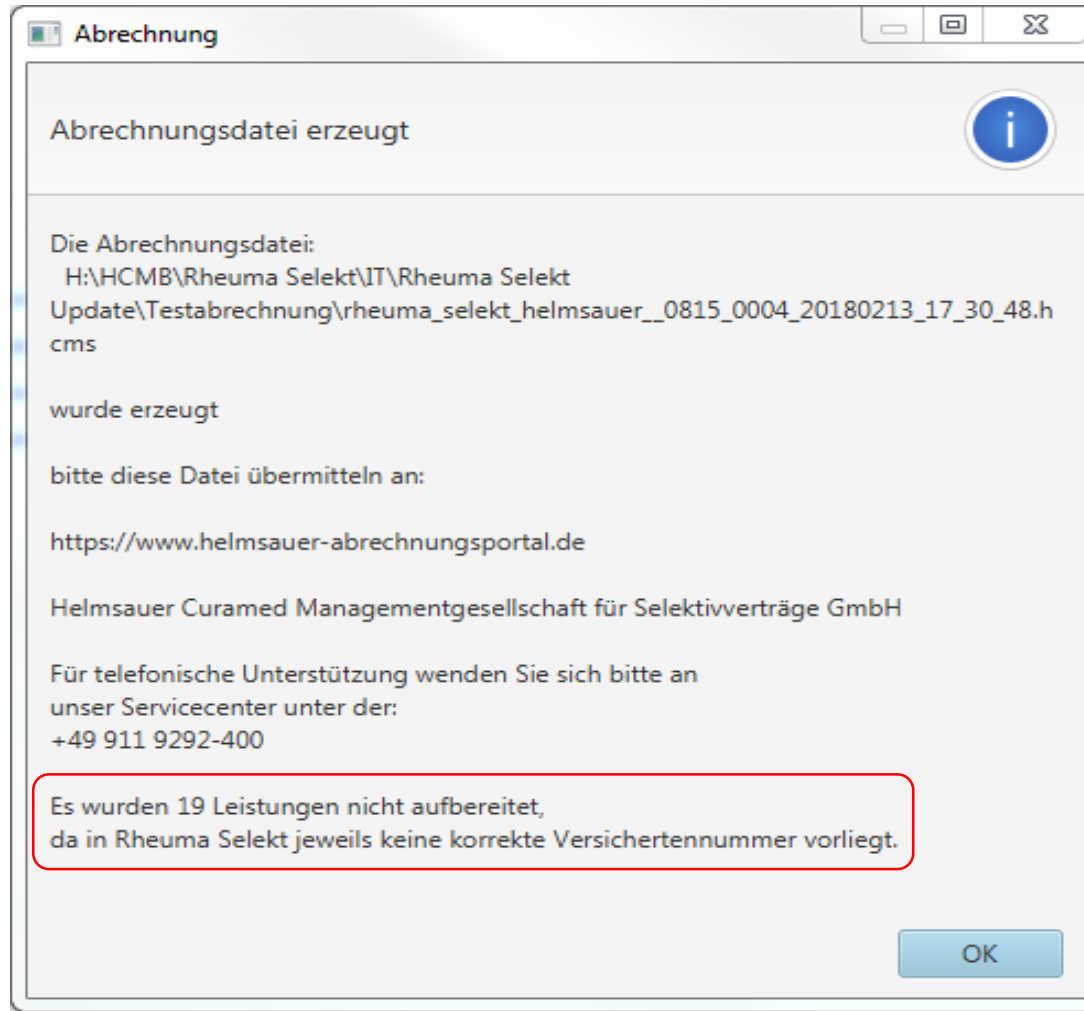 Abrechnung
Abrechnungsdatei erzeugt
i
Die Abrechnungsdatei:
H:\HCMB\Rheuma Selekt\IT\Rheuma Selekt
Update\Testabrechnung\rheuma_selekt_helmsauer__0815_0004_20180213_17_30_48.h
cms
wurde erzeugt
bitte diese Datei übermitteln an:
https://www.helmsauer-abrechnungsportal.de
Helmsauer Curamed Managementgesellschaft für Selektivverträge GmbH
Für telefonische Unterstützung wenden Sie sich bitte an
unser Servicecenter unter der:
+49 911 9292-400
Es wurden 19 Leistungen nicht aufbereitet,
da in Rheuma Selekt jeweils keine korrekte Versichertennummer vorliegt.
OK